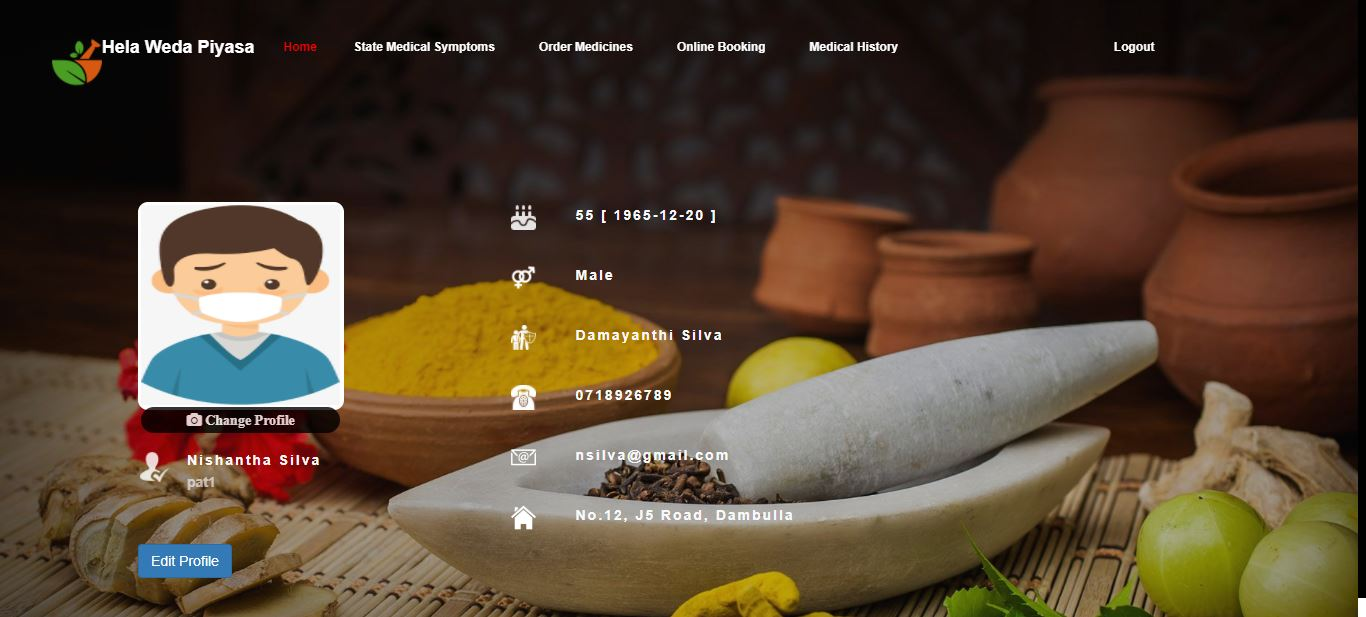 Hela Weda Piyasa Home State Medical Symptoms Order Medicines Online Booking Medical History Logout
55 [ 1965-12-20 ]
Male
Damayanthi Silva
0718926789
Change Profile
Nishantha Silva
pat1
nsilva@gmail.com
No.12, J5 Road, Dambulla
Edit Profile